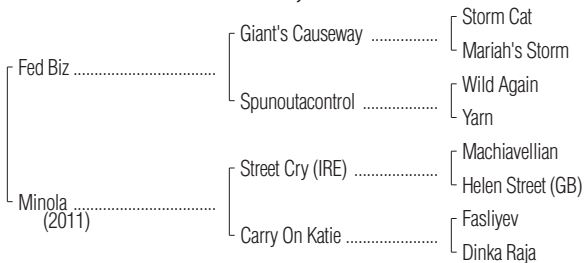 Storm Cat
Giant's Causeway ................
Mariah's Storm
Fed Biz ..................................
Wild Again
Spunoutacontrol ..................
Yarn
Machiavellian
Street Cry (IRE) ....................
Helen Street (GB)
Minola ..................................
(2011)
Fasliyev
Carry On Katie ......................
Dinka Raja